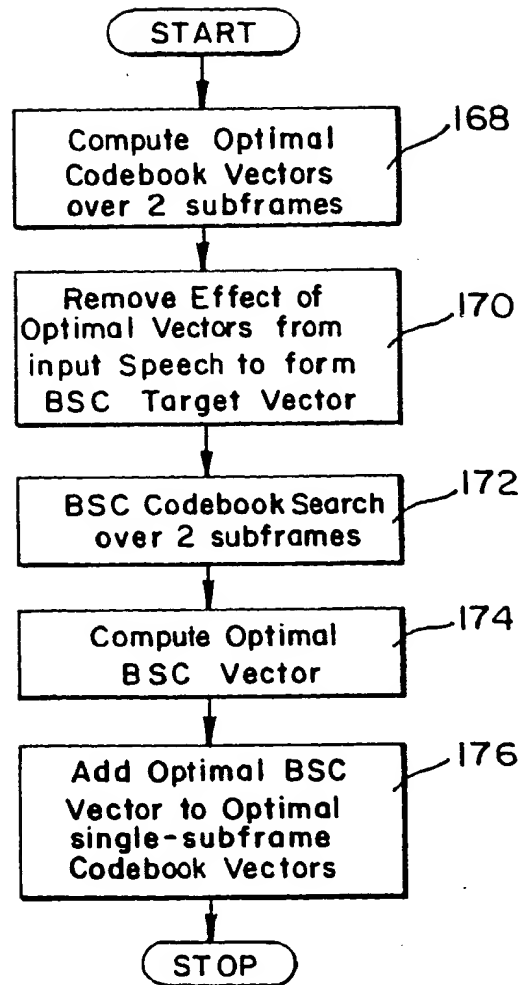 START
Compute Optimal
Codebook Vectors
over 2 subframes
168
Remove Effect of
Optimal Vectors from
input Speech to form
BSC Target Vector
170
BSC Codebook Search
over 2 subframes
172
Compute Optimal
BSC Vector
174
Add Optimal BSC
Vector to Optimal
single-subframe
Codebook Vectors
176
STOP